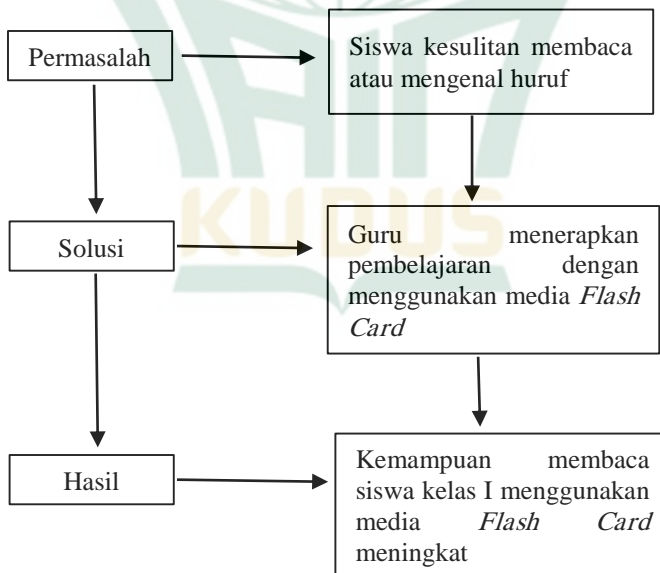 Permasalah
Siswa kesulitan membaca
atau mengenal huruf
Solusi
Guru menerapkan
pembelajaran dengan
menggunakan media Flash
Card
Hasil
Kemampuan membaca
siswa kelas I menggunakan
media Flash Card
meningkat
KUDUS